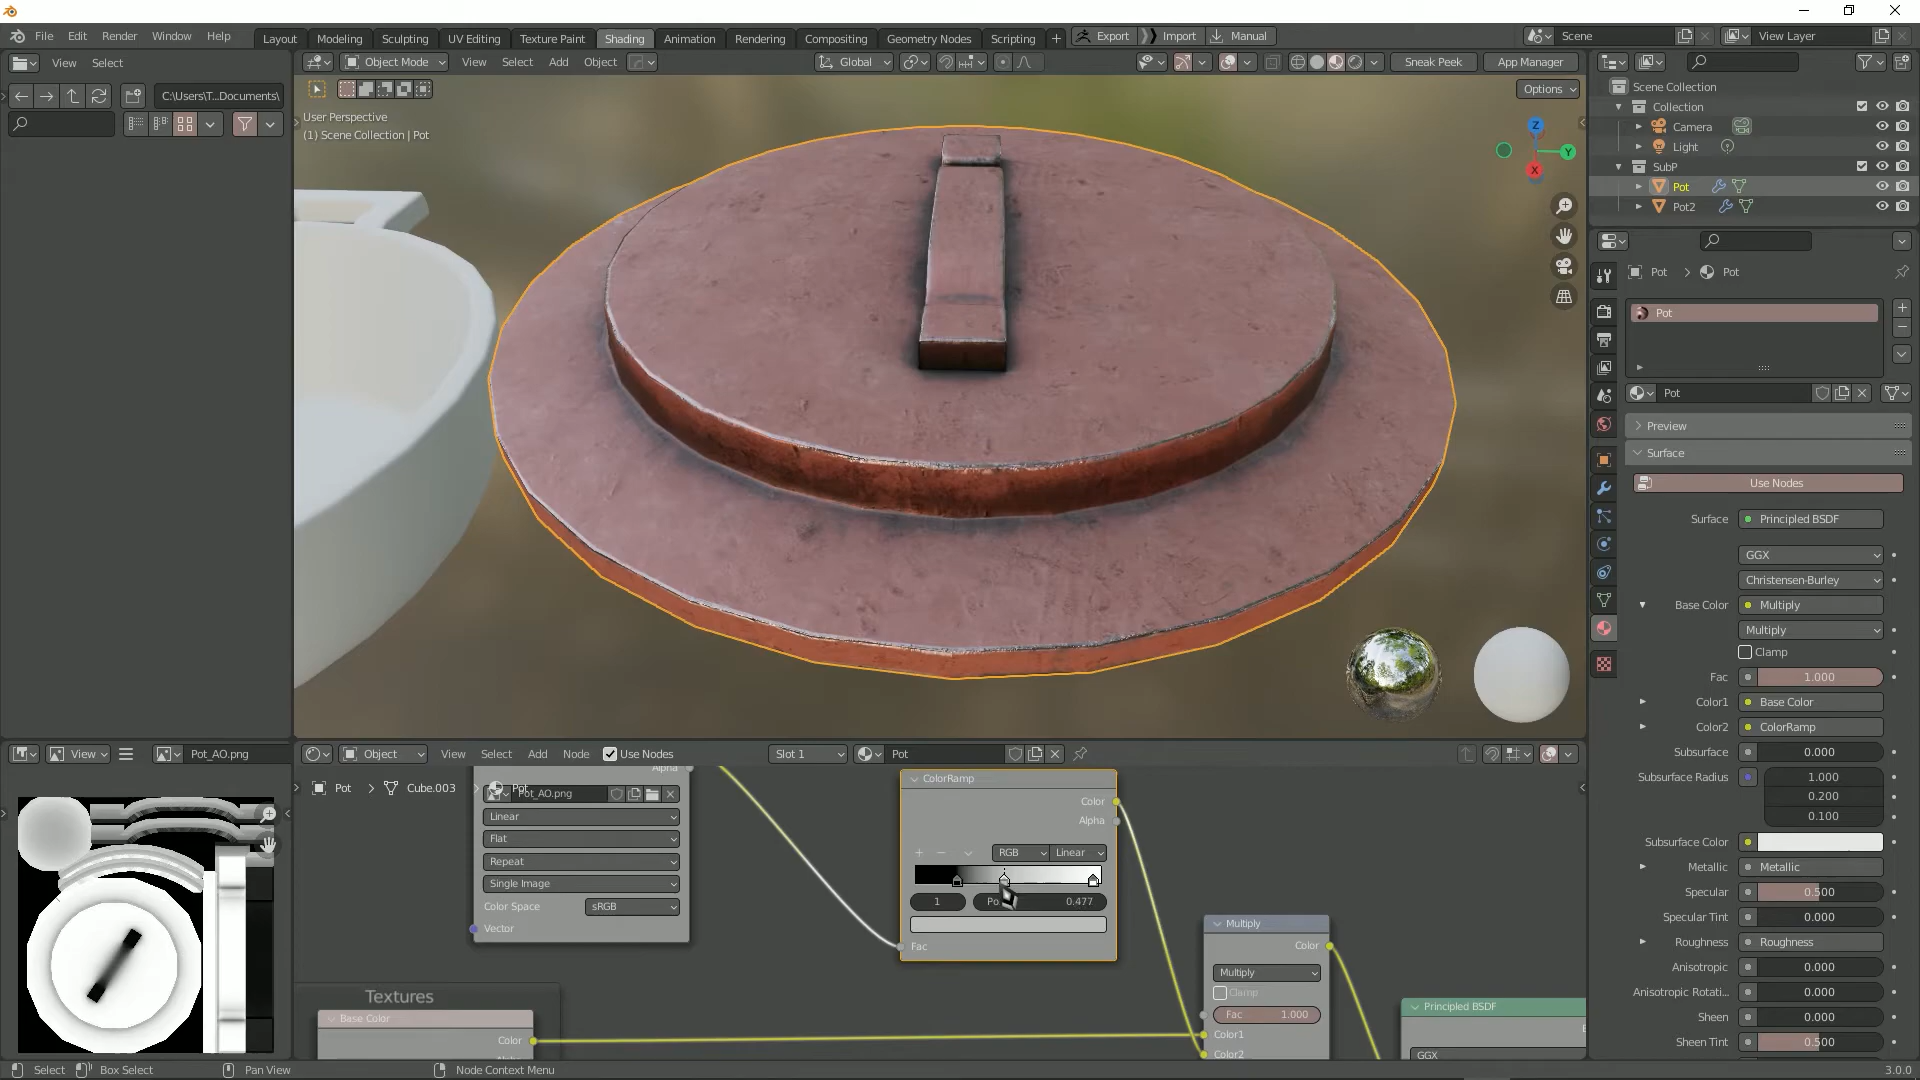 File Edit Render Window Help Layout Modeling Sculpting UV Editing Texture Paint Shading Animation Rendering Compositing Geometry Nodes Scripting + Export Import Manual Scene View Layer
View Select Object Mode View Select Add Object Global Sneak Peek App Manager
C:\Users\T...Documents\ Options
User Perspective
(1) Scene Collection | Pot
Z
Y
X
Scene Collection
Collection
Camera
Light
SubP
Pot
Pot2
Pot > Pot
Pot
Pot
Preview
Surface
Use Nodes
Surface Principled BSDF
GGX
Christensen-Burley
Base Color Multiply
Multiply
Clamp
Fac 1.000
Color1 Base Color
Color2 ColorRamp
Subsurface 0.000
Subsurface Radius 1.000
0.200
0.100
Subsurface Color
Metallic Metallic
Specular 0.500
Specular Tint 0.000
Roughness Roughness
Anisotropic 0.000
Anisotropic Rotati... 0.000
Sheen 0.000
Sheen Tint 0.500
View Pot_AO.png Object View Select Add Node Use Nodes Slot 1 Pot
Pot > Cube.003 > Pot
Alpha
Pot_AO.png
Linear
Flat
Repeat
Single Image
Color Space sRGB
Vector
ColorRamp
Color
Alpha
RGB Linear
1 Po 0.477
Fac
Multiply
Color
Multiply
Clamp
Fac 1.000
Color1
Color2
Textures
Base Color
Color
Principled BSDF
GGX
Select Box Select Pan View Node Context Menu 3.0.0